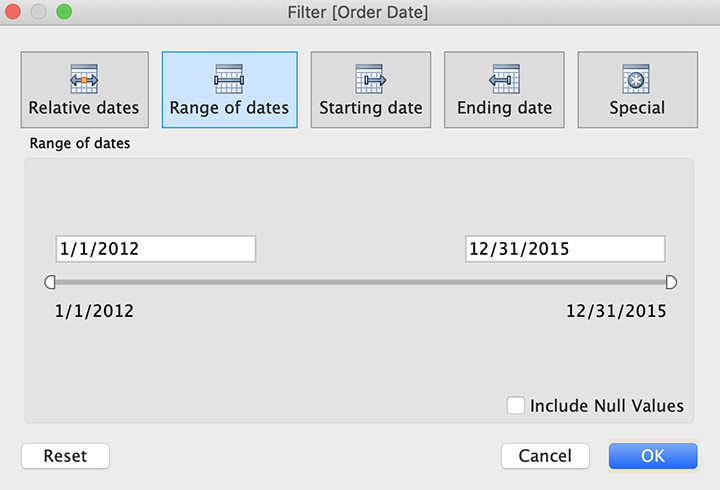 Filter [Order Date]
Relative dates
Range of dates
Starting date
Ending date
Special
Range of dates
1/1/2012
12/31/2015
1/1/2012
12/31/2015
Include Null Values
Reset
Cancel
OK